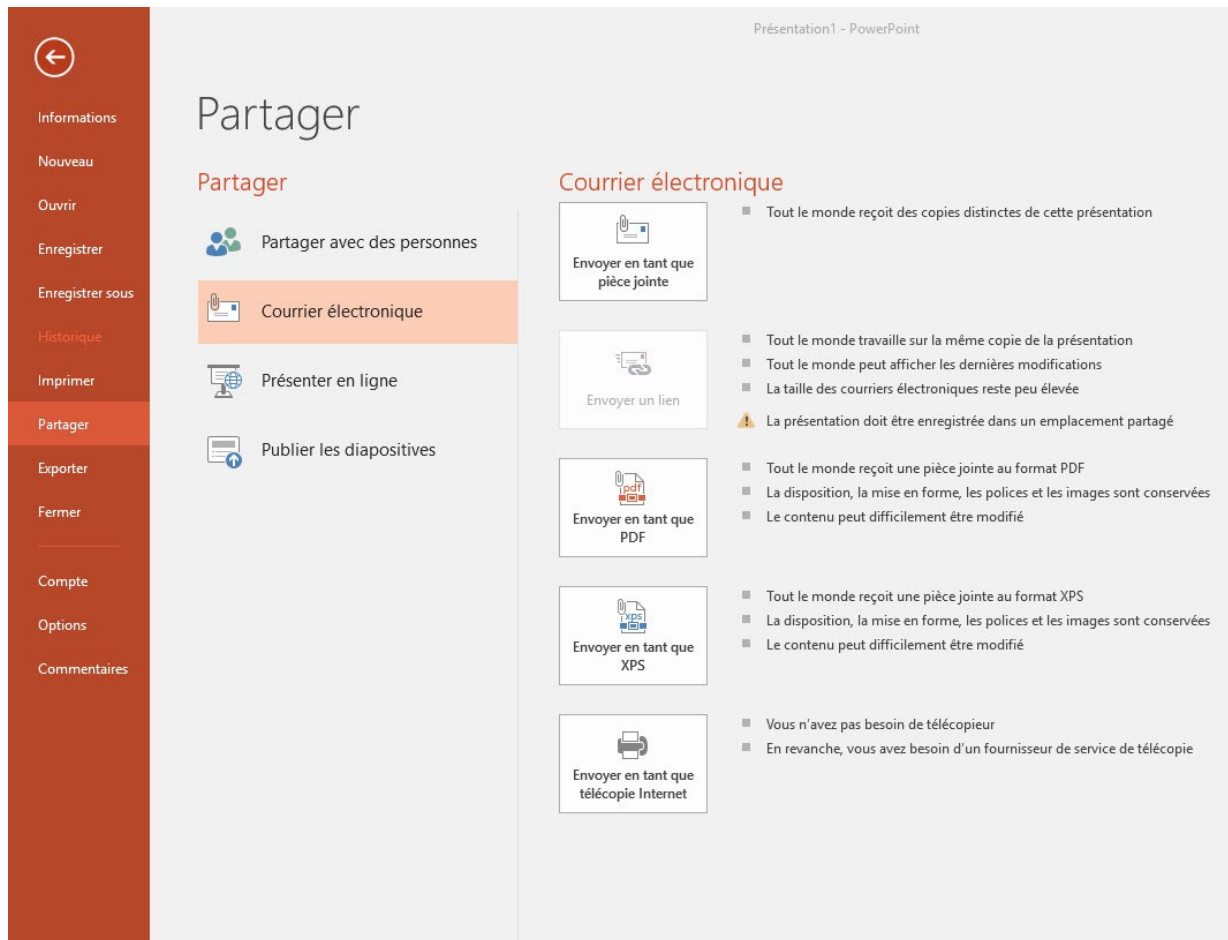 Présentation1 - PowerPoint
Informations
Nouveau
Ouvrir
Enregistrer
Enregistrer sous
Historique
Imprimer
Partager
Exporter
Fermer
Compte
Options
Commentaires
Partager
Partager
Partager avec des personnes
Courrier électronique
Présenter en ligne
Publier les diapositives
Courrier électronique
Envoyer en tant que
pièce jointe
Tout le monde reçoit des copies distinctes de cette présentation
Envoyer un lien
Tout le monde travaille sur la même copie de la présentation
Tout le monde peut afficher les dernières modifications
La taille des courriers électroniques reste peu élevée
La présentation doit être enregistrée dans un emplacement partagé
pdf
Envoyer en tant que
PDF
Tout le monde reçoit une pièce jointe au format PDF
La disposition, la mise en forme, les polices et les images sont conservées
Le contenu peut difficilement être modifié
xps
Envoyer en tant que
XPS
Tout le monde reçoit une pièce jointe au format XPS
La disposition, la mise en forme, les polices et les images sont conservées
Le contenu peut difficilement être modifié
Envoyer en tant que
télécopie Internet
Vous n'avez pas besoin de télécopieur
En revanche, vous avez besoin d'un fournisseur de service de télécopie